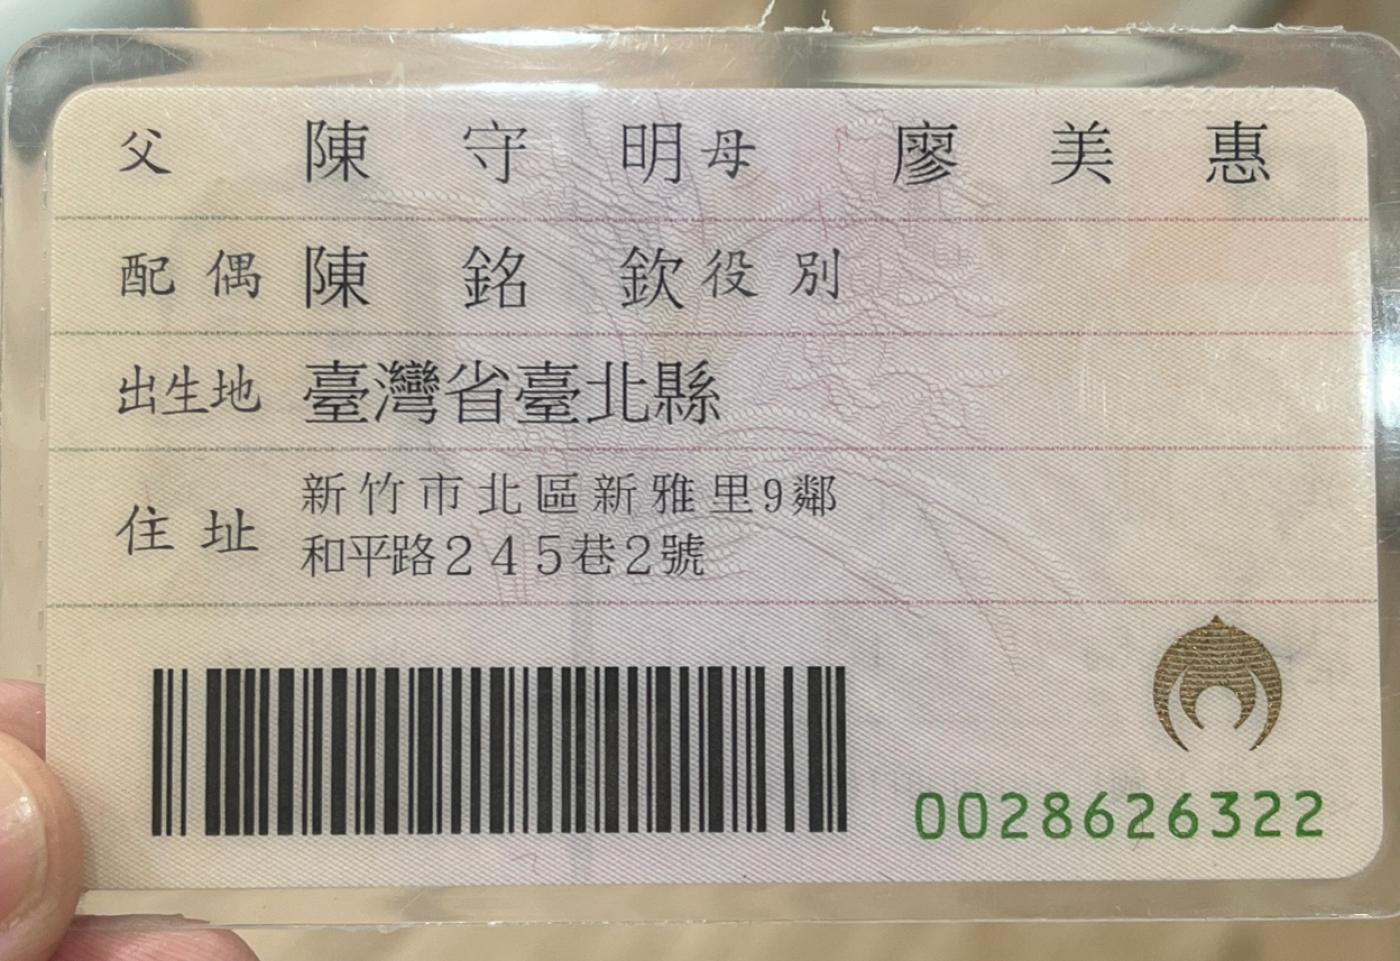 父 陳守明 母 廖美惠
配偶 陳銘欽 役別
出生地 臺灣省臺北縣
住址 新竹市北區新雅里9鄰
和平路245巷2號
0028626322